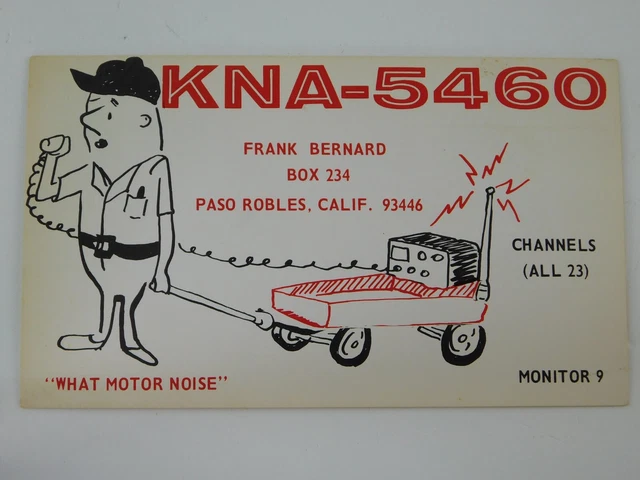 KNA-5460
FRANK BERNARD
BOX 234
PASO ROBLES, CALIF. 93446
CHANNELS
(ALL 23)
"WHAT MOTOR NOISE"
MONITOR 9